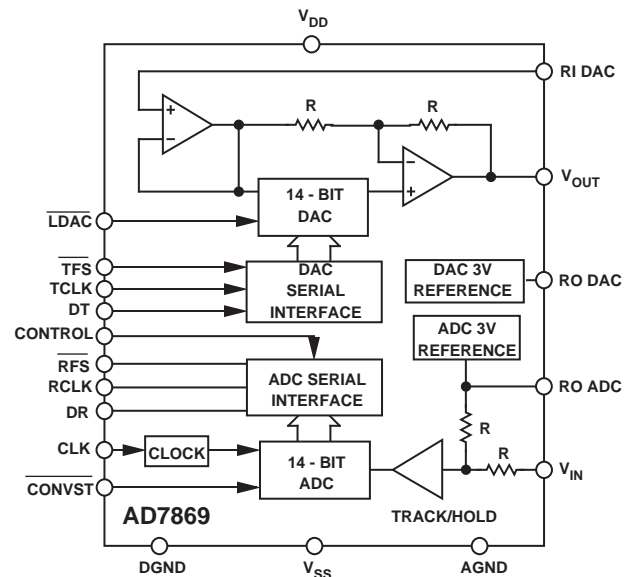 VDD
RI DAC
R
R
VOUT
14 - BIT
DAC
LDAC
TFS
TCLK
DT
DAC
SERIAL
INTERFACE
DAC 3V
REFERENCE
RO DAC
CONTROL
ADC 3V
REFERENCE
RFS
RCLK
DR
ADC SERIAL
INTERFACE
RO ADC
R
CLK
CLOCK
14 - BIT
ADC
R
VIN
CONVST
AD7869
TRACK/HOLD
DGND
VSS
AGND